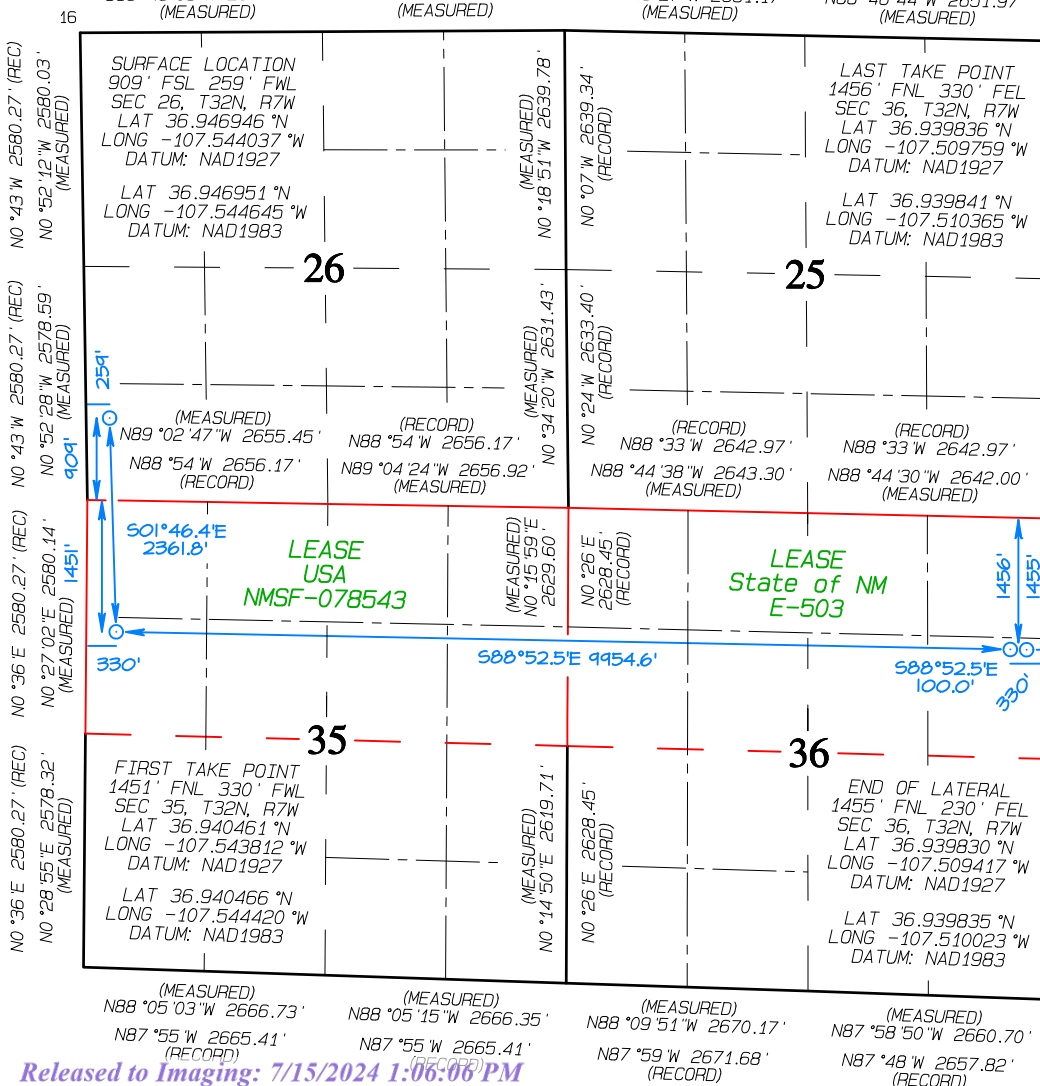 (MEASURED)
(MEASURED)
(MEASURED)
N88°48'44"W 2651.97'
(MEASURED)
16
N0°43'W 2580.27' (REC)
N0°52'12"W 2580.03'
(MEASURED)
SURFACE LOCATION
909' FSL 259' FWL
SEC 26, T32N, R7W
LAT 36.946946°N
LONG -107.544037°W
DATUM: NAD1927
LAT 36.946951°N
LONG -107.544645°W
DATUM: NAD1983
(MEASURED)
N0°18'51"W 2639.78'
N0°07'W 2639.34'
(RECORD)
LAST TAKE POINT
1456' FNL 330' FEL
SEC 36, T32N, R7W
LAT 36.939836°N
LONG -107.509759°W
DATUM: NAD1927
LAT 36.939841°N
LONG -107.510365°W
DATUM: NAD1983
26
25
N0°43'W 2580.27' (REC)
N0°52'28"W 2578.59'
(MEASURED)
259'
909'
(MEASURED)
N89°02'47"W 2655.45'
N88°54'W 2656.17'
(RECORD)
(RECORD)
N88°54'W 2656.17'
N89°04'24"W 2656.92'
(MEASURED)
(MEASURED)
N0°34'20"W 2631.43'
N0°24'W 2633.40'
(RECORD)
(RECORD)
N88°33'W 2642.97'
N88°44'38"W 2643.30'
(MEASURED)
(RECORD)
N88°33'W 2642.97'
N88°44'30"W 2642.00'
(MEASURED)
N0°36'E 2580.27' (REC)
N0°27'02"E 2580.14'
(MEASURED)
1451'
S01°46.4'E
2361.8'
LEASE
USA
NMSF-078543
(MEASURED)
N0°15'59"E
2629.60'
N0°26'E
2628.45'
(RECORD)
LEASE
State of NM
E-503
1456'
1455'
330'
S88°52.5'E 9954.6'
S88°52.5'E
100.0'
330'
35
36
N0°36'E 2580.27' (REC)
N0°28'55"E 2578.32'
(MEASURED)
FIRST TAKE POINT
1451' FNL 330' FWL
SEC 35, T32N, R7W
LAT 36.940461°N
LONG -107.543812°W
DATUM: NAD1927
LAT 36.940466°N
LONG -107.544420°W
DATUM: NAD1983
(MEASURED)
N0°14'50"E 2619.71'
N0°26'E 2628.45'
(RECORD)
END OF LATERAL
1455' FNL 230' FEL
SEC 36, T32N, R7W
LAT 36.939830°N
LONG -107.509417°W
DATUM: NAD1927
LAT 36.939835°N
LONG -107.510023°W
DATUM: NAD1983
(MEASURED)
N88°05'03"W 2666.73'
N87°55'W 2665.41'
(RECORD)
(MEASURED)
N88°05'15"W 2666.35'
N87°55'W 2665.41'
(RECORD)
(MEASURED)
N88°09'51"W 2670.17'
N87°59'W 2671.68'
(RECORD)
(MEASURED)
N87°58'50"W 2660.70'
N87°48'W 2657.82'
(RECORD)
Released to Imaging: 7/15/2024 1:06:06 PM